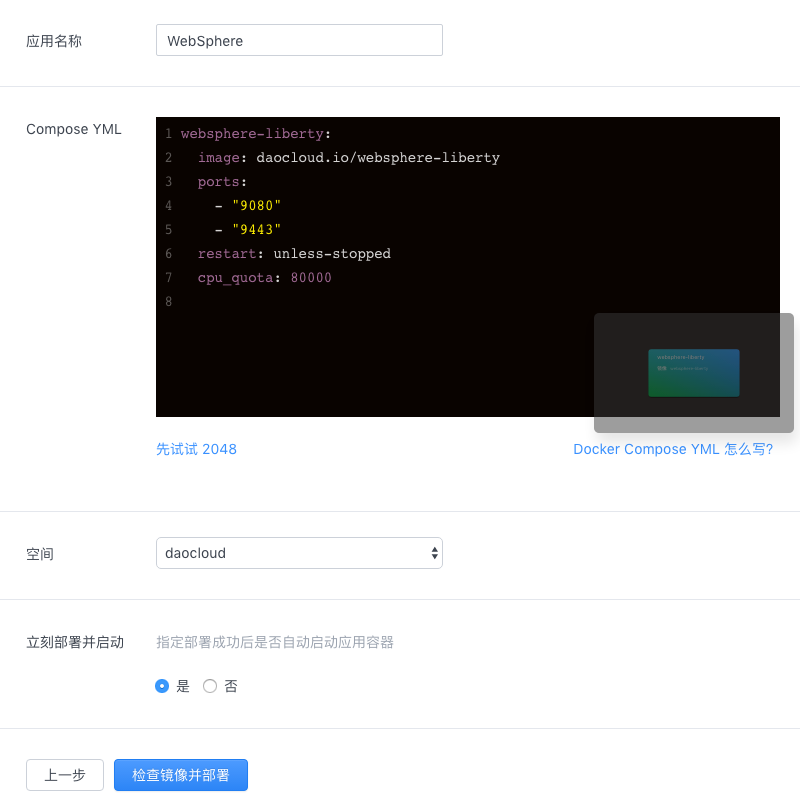 应用名称
WebSphere
Compose YML
1 websphere-liberty:
2   image: daocloud.io/websphere-liberty
3   ports:
4     - "9080"
5     - "9443"
6   restart: unless-stopped
7   cpu_quota: 80000
8
websphere-liberty
先试试 2048
Docker Compose YML 怎么写?
空间
daocloud
立刻部署并启动
指定部署成功后是否自动启动应用容器
是
否
上一步
检查镜像并部署